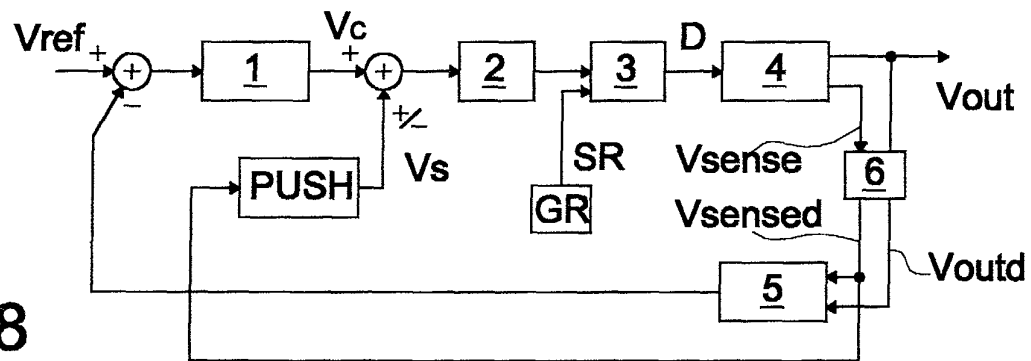 Vref
+
+
−
1
Vc
+
+
+/−
Vs
2
3
D
4
Vout
PUSH
SR
GR
Vsense
6
Vsensed
Voutd
5
8